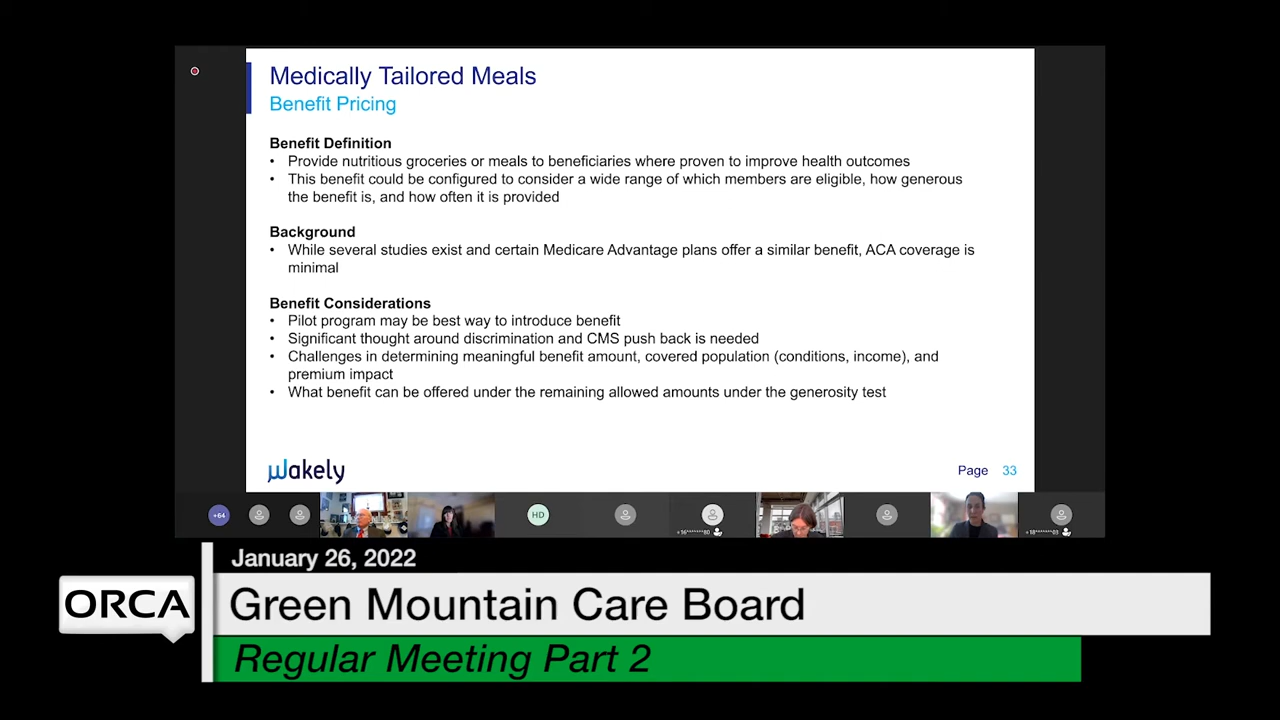 Medically Tailored Meals
Benefit Pricing
Benefit Definition
• Provide nutritious groceries or meals to beneficiaries where proven to improve health outcomes
• This benefit could be configured to consider a wide range of which members are eligible, how generous
the benefit is, and how often it is provided
Background
• While several studies exist and certain Medicare Advantage plans offer a similar benefit, ACA coverage is
minimal
Benefit Considerations
• Pilot program may be best way to introduce benefit
• Significant thought around discrimination and CMS push back is needed
• Challenges in determining meaningful benefit amount, covered population (conditions, income), and
premium impact
• What benefit can be offered under the remaining allowed amounts under the generosity test
wakely
Page 33
+64
HD
+16*******80
+18*******03
January 26, 2022
ORCA
Green Mountain Care Board
Regular Meeting Part 2